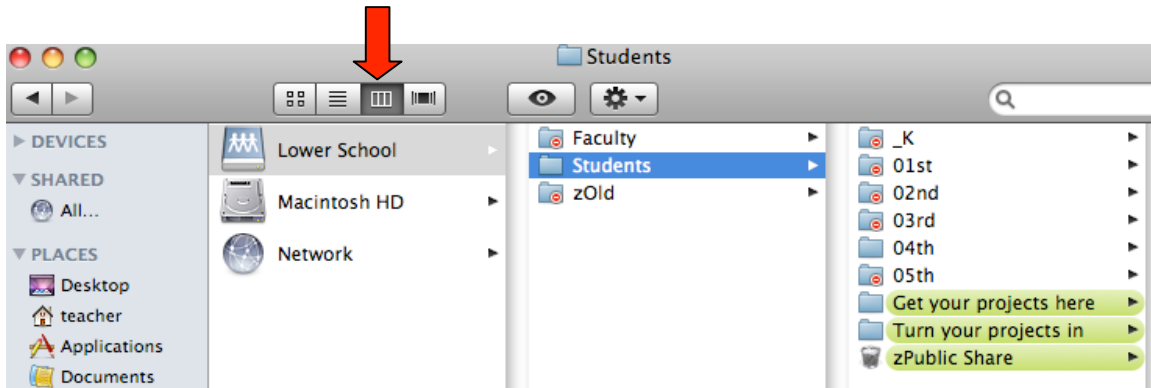 Students
DEVICES
SHARED
All...
PLACES
Desktop
teacher
Applications
Documents
Lower School
Macintosh HD
Network
Faculty
Students
zOld
_K
01st
02nd
03rd
04th
05th
Get your projects here
Turn your projects in
zPublic Share